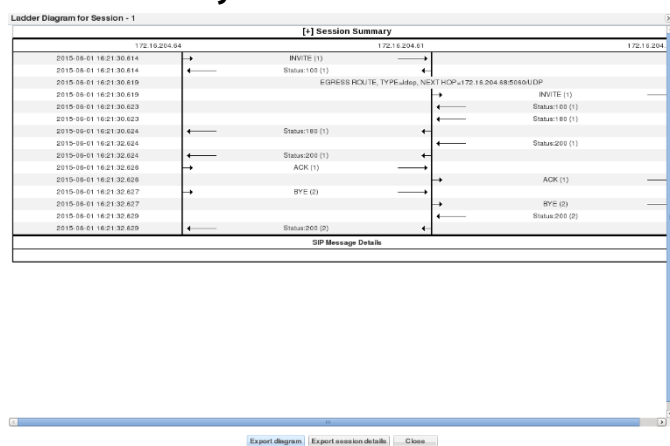 Ladder Diagram for Session - 1
[+] Session Summary
172.16.204.64 172.16.204.61 172.16.204.
2015-06-01 16:21:30.614 INVITE (1)
2015-06-01 16:21:30.614 Status:100 (1)
2015-06-01 16:21:30.619 EGRESS ROUTE, TYPE=ldap, NEXT HOP=172.16.204.68:5060/UDP
2015-06-01 16:21:30.619 INVITE (1)
2015-06-01 16:21:30.623 Status:100 (1)
2015-06-01 16:21:30.623 Status:180 (1)
2015-06-01 16:21:30.624 Status:180 (1)
2015-06-01 16:21:32.624 Status:200 (1)
2015-06-01 16:21:32.624 Status:200 (1)
2015-06-01 16:21:32.626 ACK (1)
2015-06-01 16:21:32.626 ACK (1)
2015-06-01 16:21:32.627 BYE (2)
2015-06-01 16:21:32.627 BYE (2)
2015-06-01 16:21:32.629 Status:200 (2)
2015-06-01 16:21:32.629 Status:200 (2)
SIP Message Details
Export diagram Export session details Close